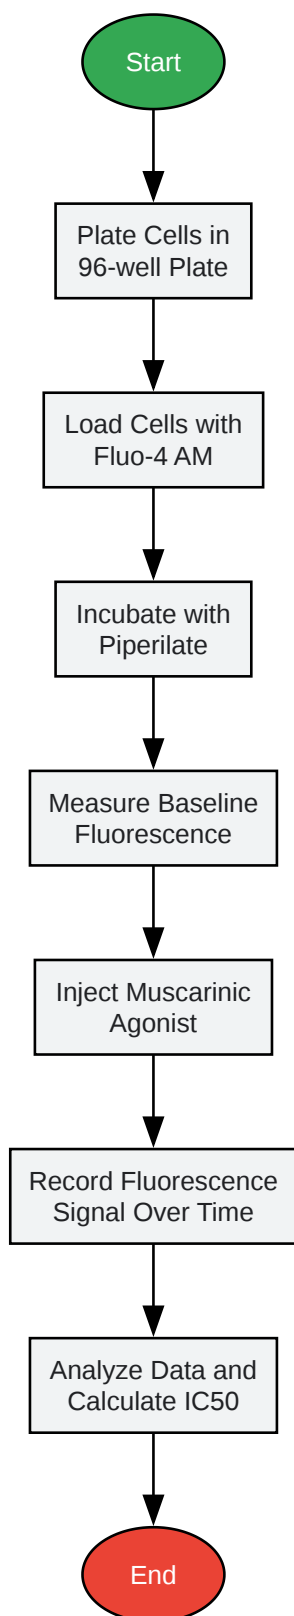 Start
Plate Cells in
96-well Plate
Load Cells with
Fluo-4 AM
Incubate with
Piperilate
Measure Baseline
Fluorescence
Inject Muscarinic
Agonist
Record Fluorescence
Signal Over Time
Analyze Data and
Calculate IC50
End